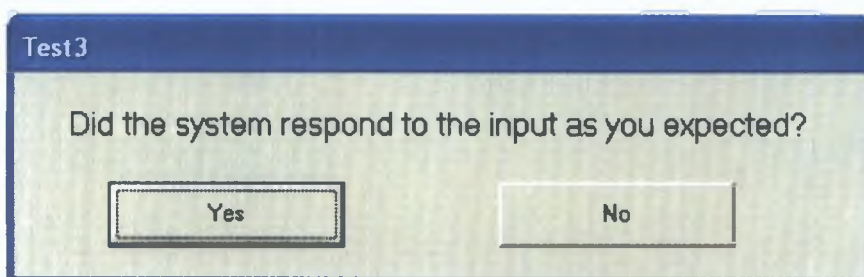 Test3
Did the system respond to the input as you expected?
Yes
No